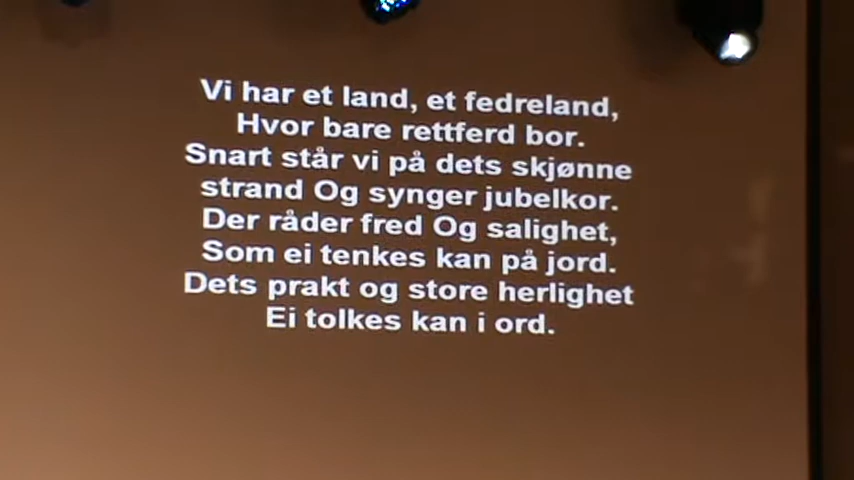 Vi har et land, et fedreland,
Hvor bare rettferd bor.
Snart står vi på dets skjønne
strand Og synger jubelkor.
Der råder fred Og salighet,
Som ei tenkes kan på jord.
Dets prakt og store herlighet
Ei tolkes kan i ord.